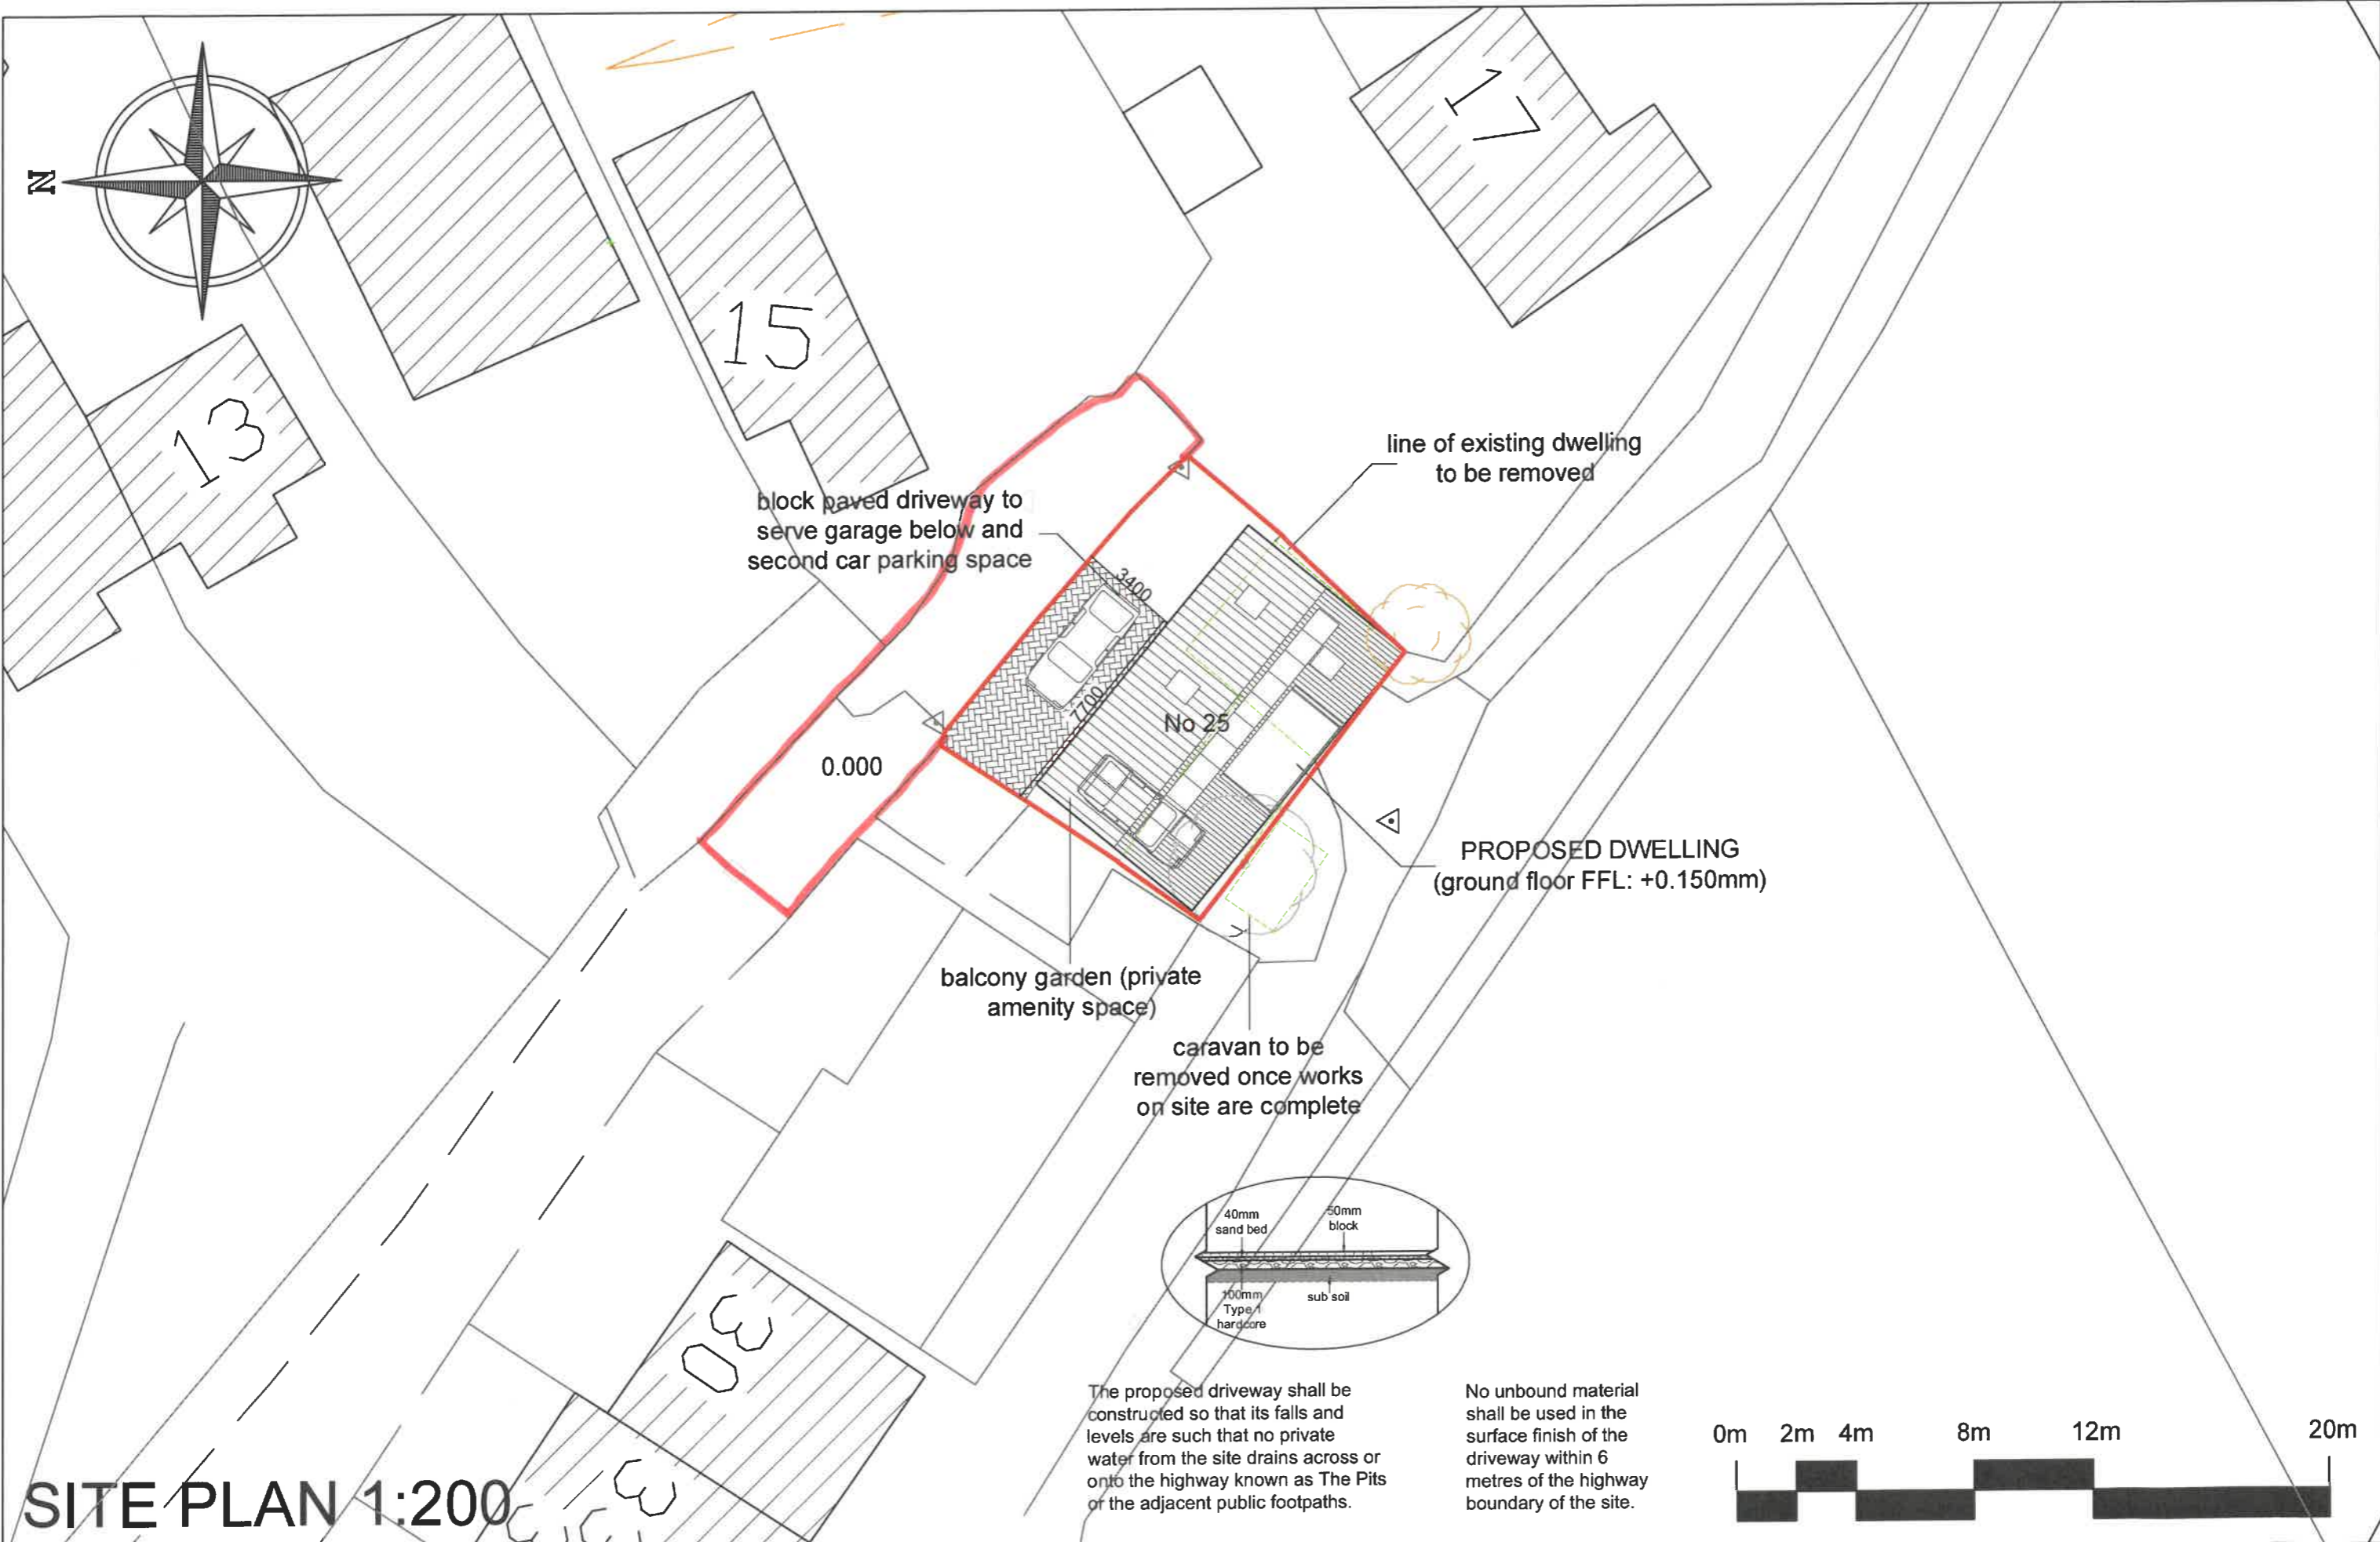 N
17
15
13
line of existing dwelling
to be removed
block paved driveway to
serve garage below and
second car parking space
3400
7700
No 25
0.000
PROPOSED DWELLING
(ground floor FFL: +0.150mm)
balcony garden (private
amenity space)
caravan to be
removed once works
on site are complete
40mm
sand bed
50mm
block
100mm
Type 1
hardcore
sub soil
30
The proposed driveway shall be
constructed so that its falls and
levels are such that no private
water from the site drains across or
onto the highway known as The Pits
or the adjacent public footpaths.
No unbound material
shall be used in the
surface finish of the
driveway within 6
metres of the highway
boundary of the site.
0m 2m 4m 8m 12m 20m
SITE PLAN 1:200